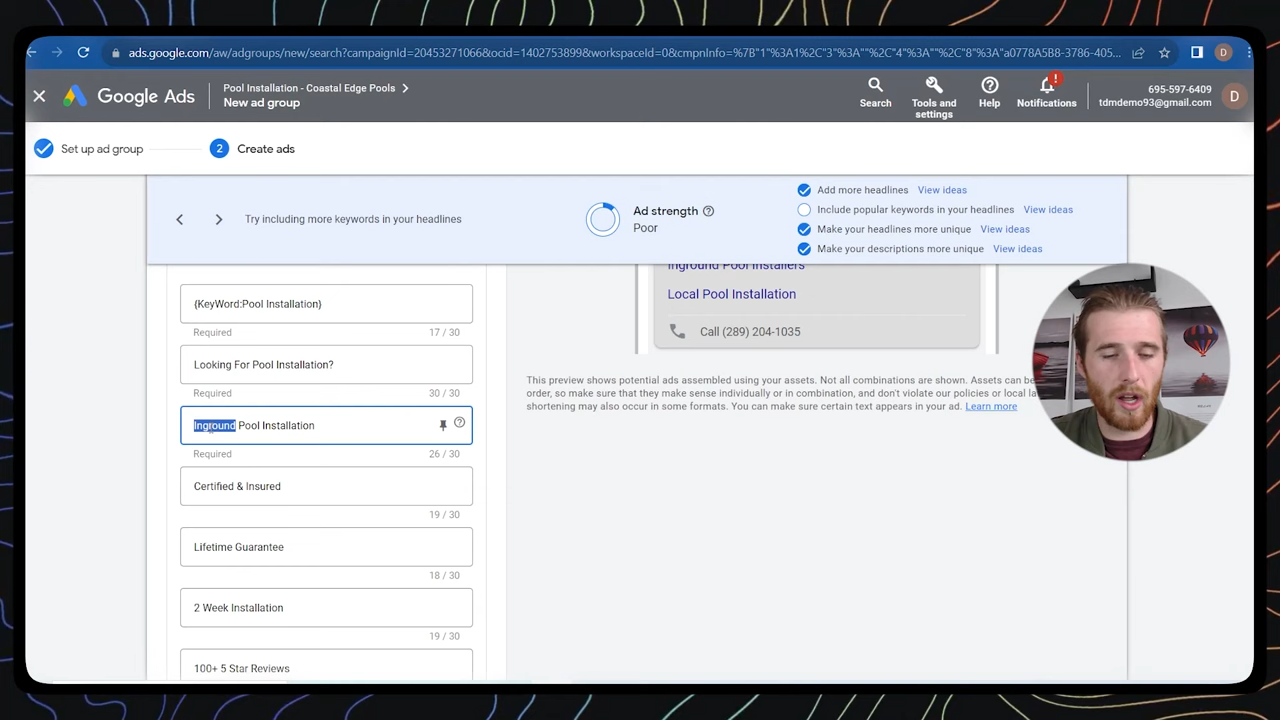 ads.google.com/aw/adgroups/new/search?campaignId=20453271066&ocid=14027538998&workspaceId=0&cmpnInfo=%7B"1"%3A1%2C"3"%3A""%2C"4"%3A""%2C"8"%3A"a0778A5B8-3786-405...
D
Google Ads
Pool Installation - Coastal Edge Pools
New ad group
Search
Tools and settings
Help
!
Notifications
695-597-6409
tdmdemo93@gmail.com
D
Set up ad group
2
Create ads
Try including more keywords in your headlines
Ad strength
Poor
Add more headlines View ideas
Include popular keywords in your headlines View ideas
Make your headlines more unique View ideas
Make your descriptions more unique View ideas
{KeyWord:Pool Installation}
Required 17 / 30
Looking For Pool Installation?
Required 30 / 30
Inground Pool Installation
Required 26 / 30
Certified & Insured
19 / 30
Lifetime Guarantee
18 / 30
2 Week Installation
19 / 30
100+ 5 Star Reviews
Inground Pool Installers
Local Pool Installation
Call (289) 204-1035
This preview shows potential ads assembled using your assets. Not all combinations are shown. Assets can be
order, so make sure that they make sense individually or in combination, and don't violate our policies or local la
shortening may also occur in some formats. You can make sure certain text appears in your ad. Learn more